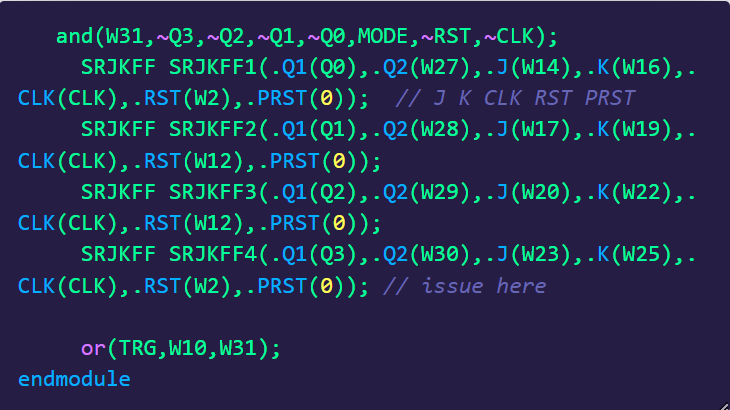 and(W31,~Q3,~Q2,~Q1,~Q0,MODE,~RST,~CLK);
SRJKFF SRJKFF1(.Q1(Q0),.Q2(W27),.J(W14),.K(W16),.
CLK(CLK),.RST(W2),.PRST(0));  // J K CLK RST PRST
SRJKFF SRJKFF2(.Q1(Q1),.Q2(W28),.J(W17),.K(W19),.
CLK(CLK),.RST(W12),.PRST(0));
SRJKFF SRJKFF3(.Q1(Q2),.Q2(W29),.J(W20),.K(W22),.
CLK(CLK),.RST(W12),.PRST(0));
SRJKFF SRJKFF4(.Q1(Q3),.Q2(W30),.J(W23),.K(W25),.
CLK(CLK),.RST(W2),.PRST(0)); // issue here
or(TRG,W10,W31);
endmodule